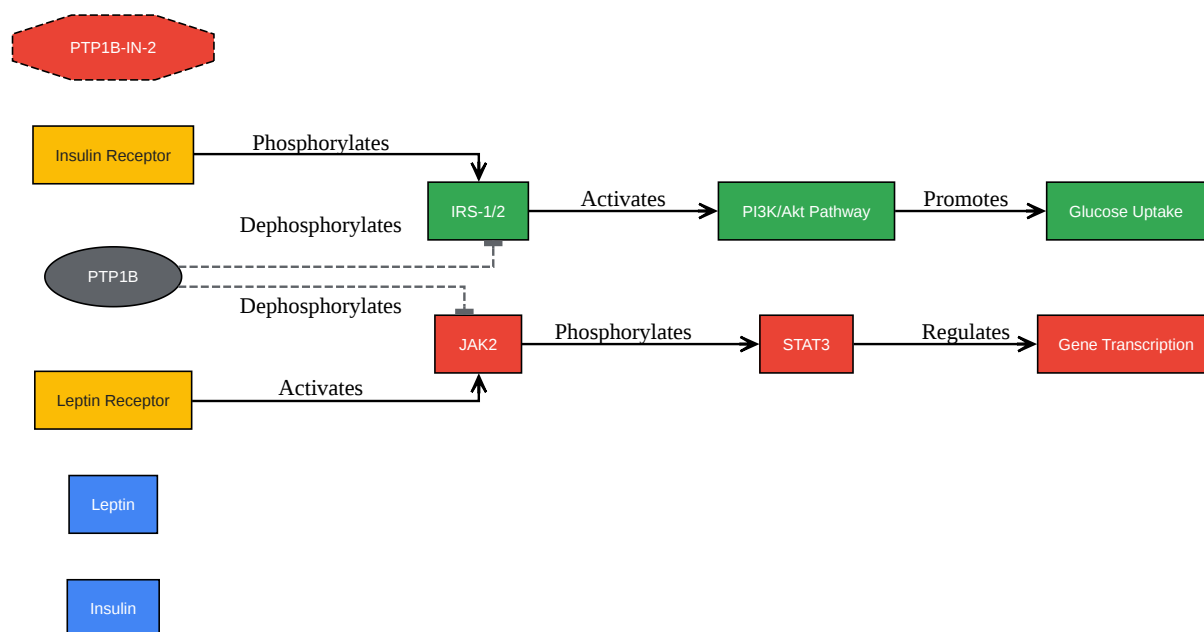 PTP1B-IN-2
Insulin Receptor
Phosphorylates
IRS-1/2
Activates
PI3K/Akt Pathway
Promotes
Glucose Uptake
Dephosphorylates
PTP1B
Dephosphorylates
JAK2
Phosphorylates
STAT3
Regulates
Gene Transcription
Leptin Receptor
Activates
Leptin
Insulin